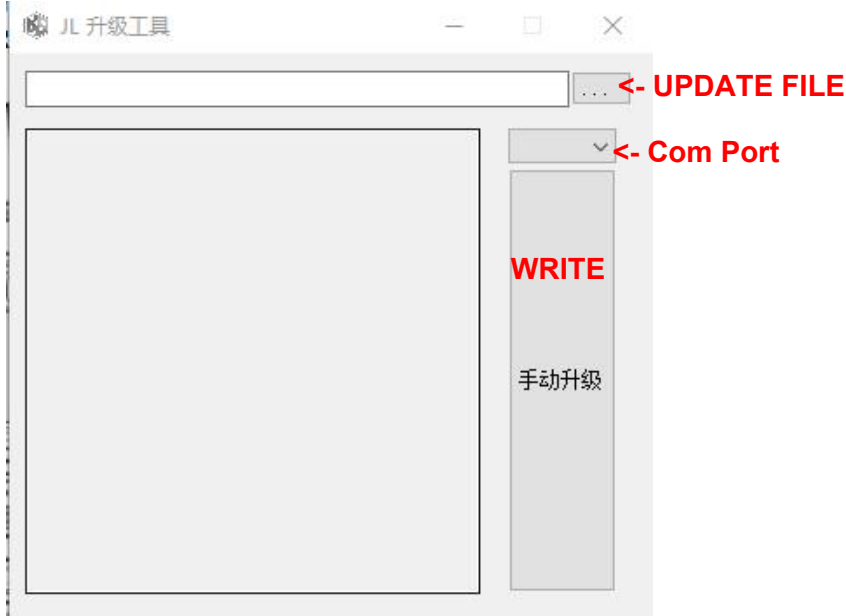 JL 升级工具
... <- UPDATE FILE
<- Com Port
WRITE
手动升级